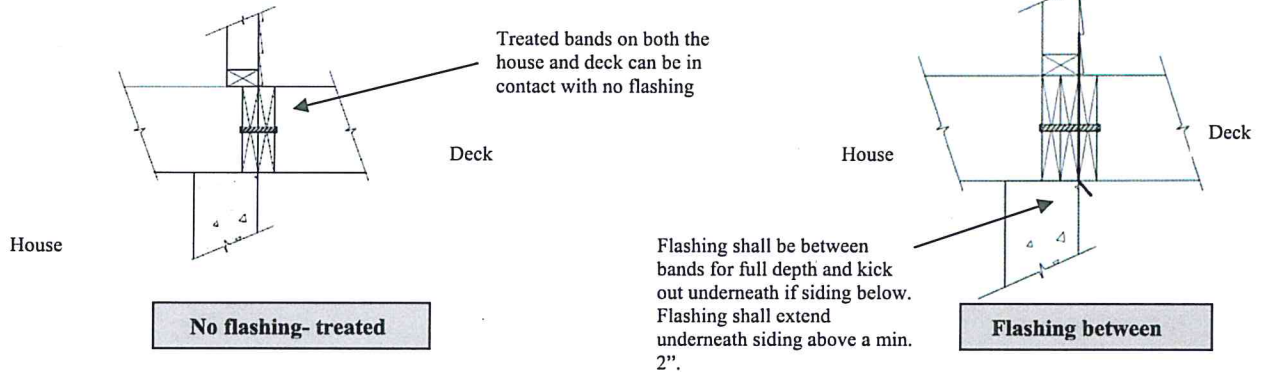 Treated bands on both the
house and deck can be in
contact with no flashing
Deck
House
No flashing- treated
House
Deck
Flashing shall be between
bands for full depth and kick
out underneath if siding below.
Flashing shall extend
underneath siding above a min.
2”.
Flashing between